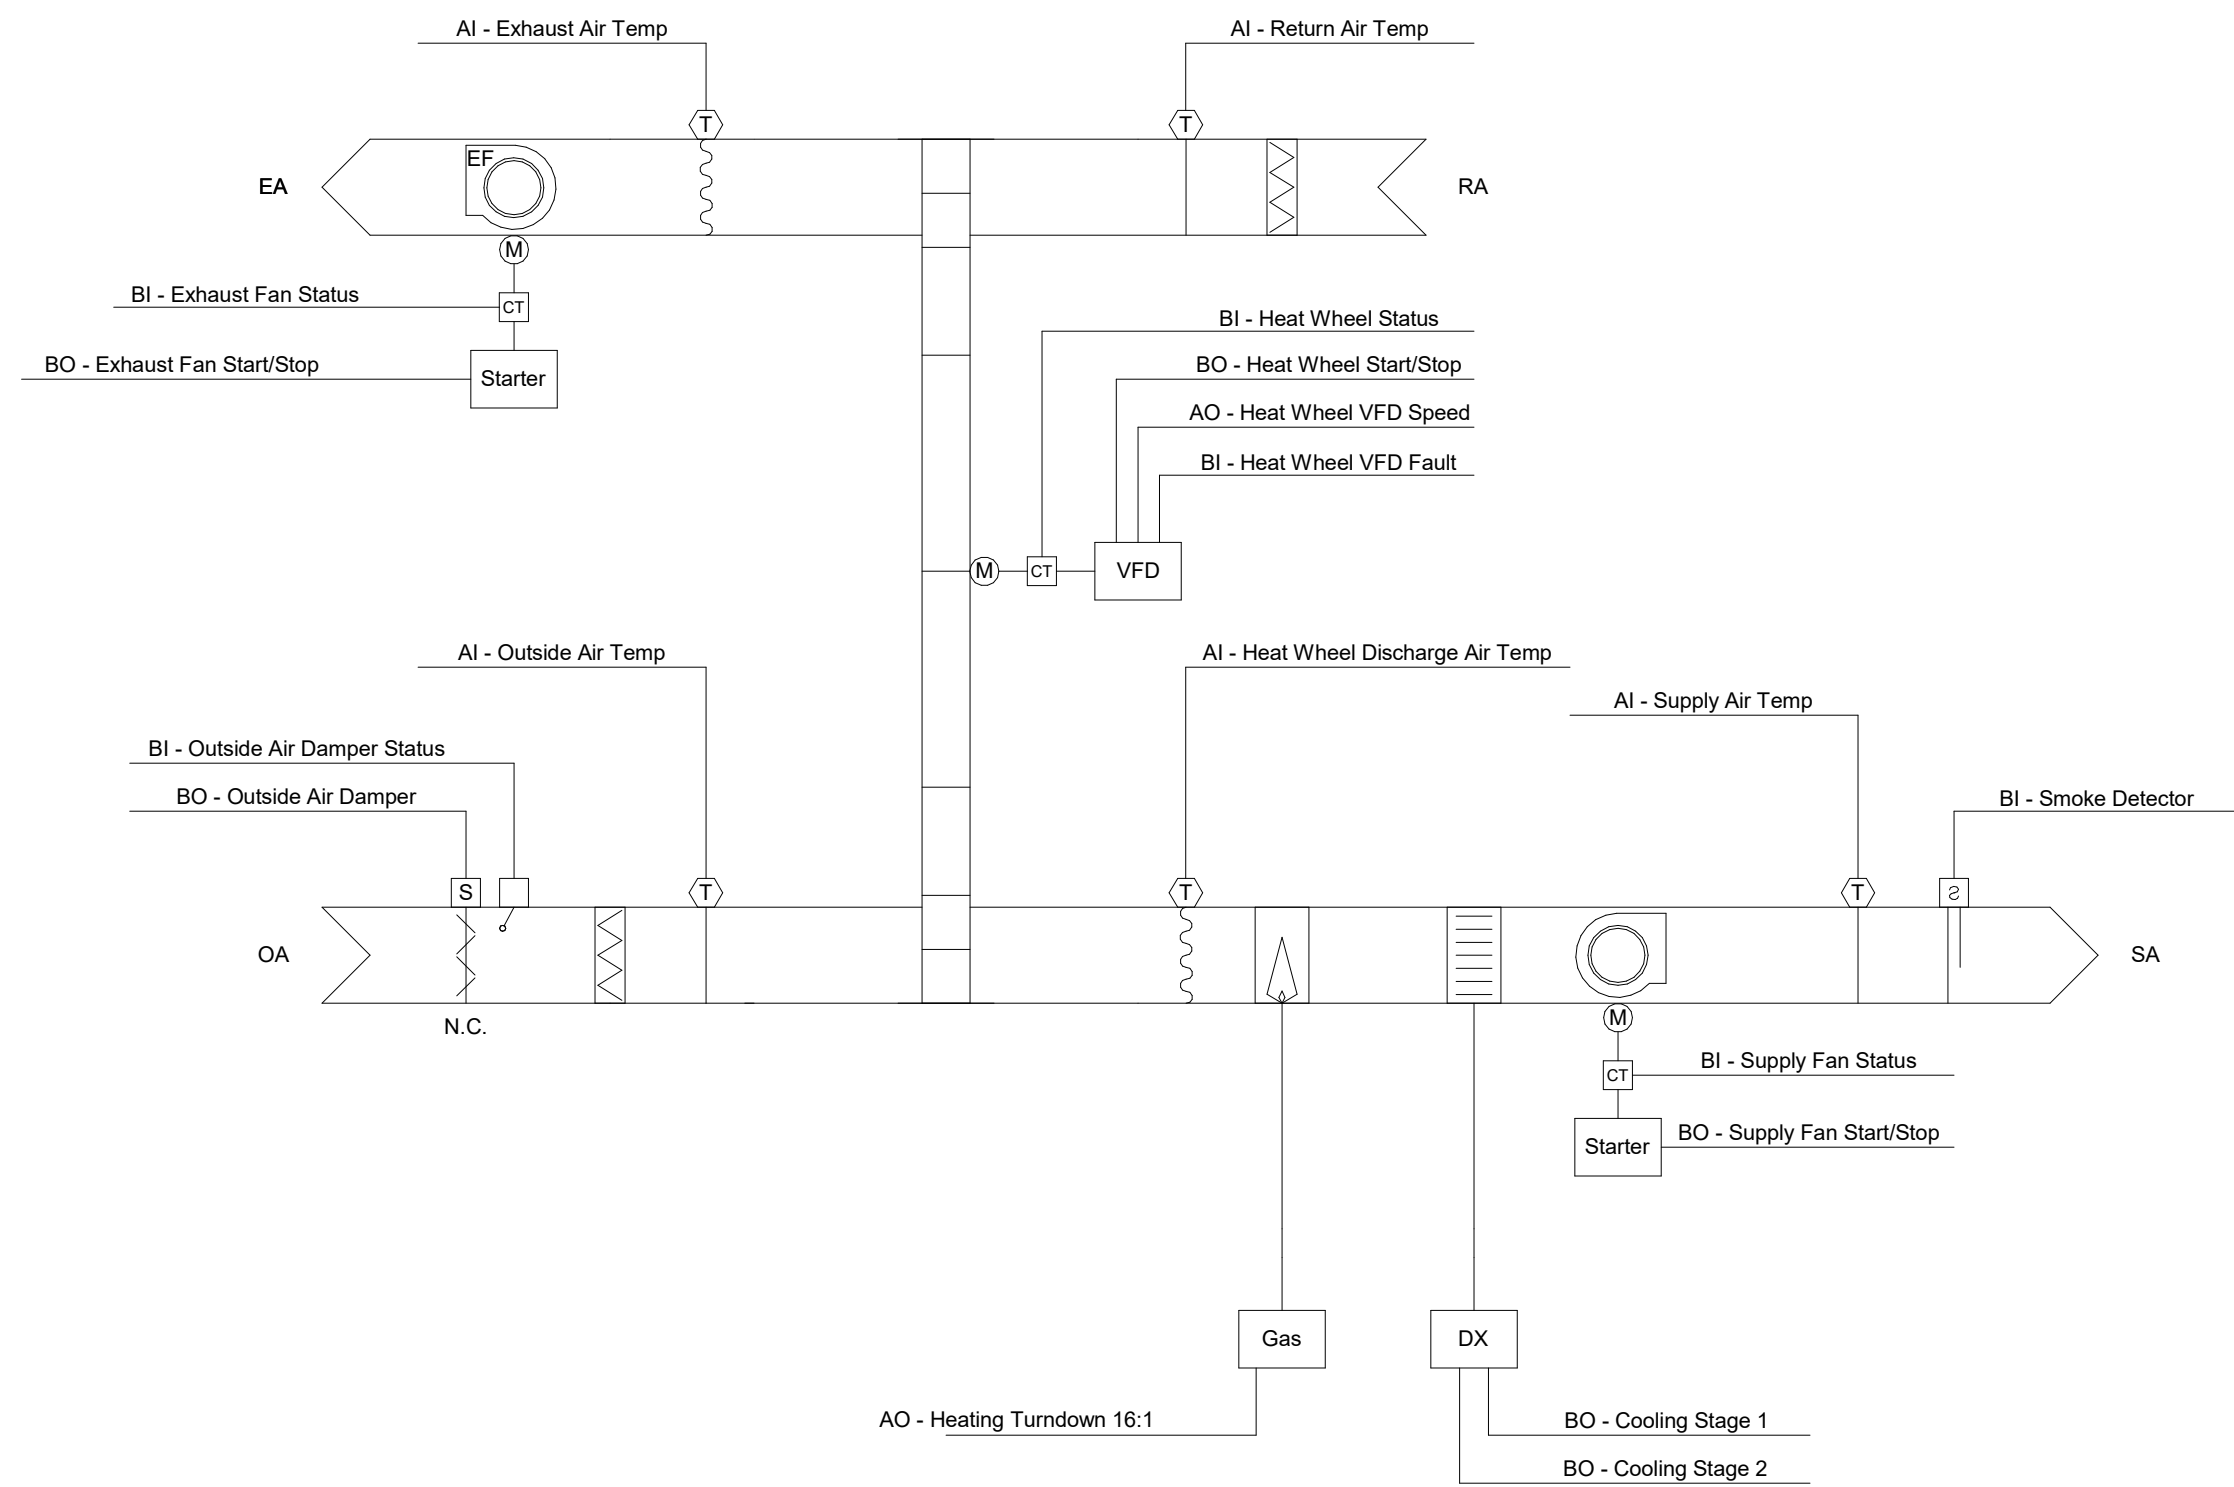 AI - Exhaust Air Temp
AI - Return Air Temp
T
T
EF
EA
RA
M
BI - Exhaust Fan Status
CT
BI - Heat Wheel Status
BO - Exhaust Fan Start/Stop
Starter
BO - Heat Wheel Start/Stop
AO - Heat Wheel VFD Speed
BI - Heat Wheel VFD Fault
M
CT
VFD
AI - Outside Air Temp
AI - Heat Wheel Discharge Air Temp
AI - Supply Air Temp
BI - Outside Air Damper Status
BO - Outside Air Damper
BI - Smoke Detector
S
T
T
T
S
OA
SA
N.C.
M
CT
BI - Supply Fan Status
Starter
BO - Supply Fan Start/Stop
Gas
DX
AO - Heating Turndown 16:1
BO - Cooling Stage 1
BO - Cooling Stage 2